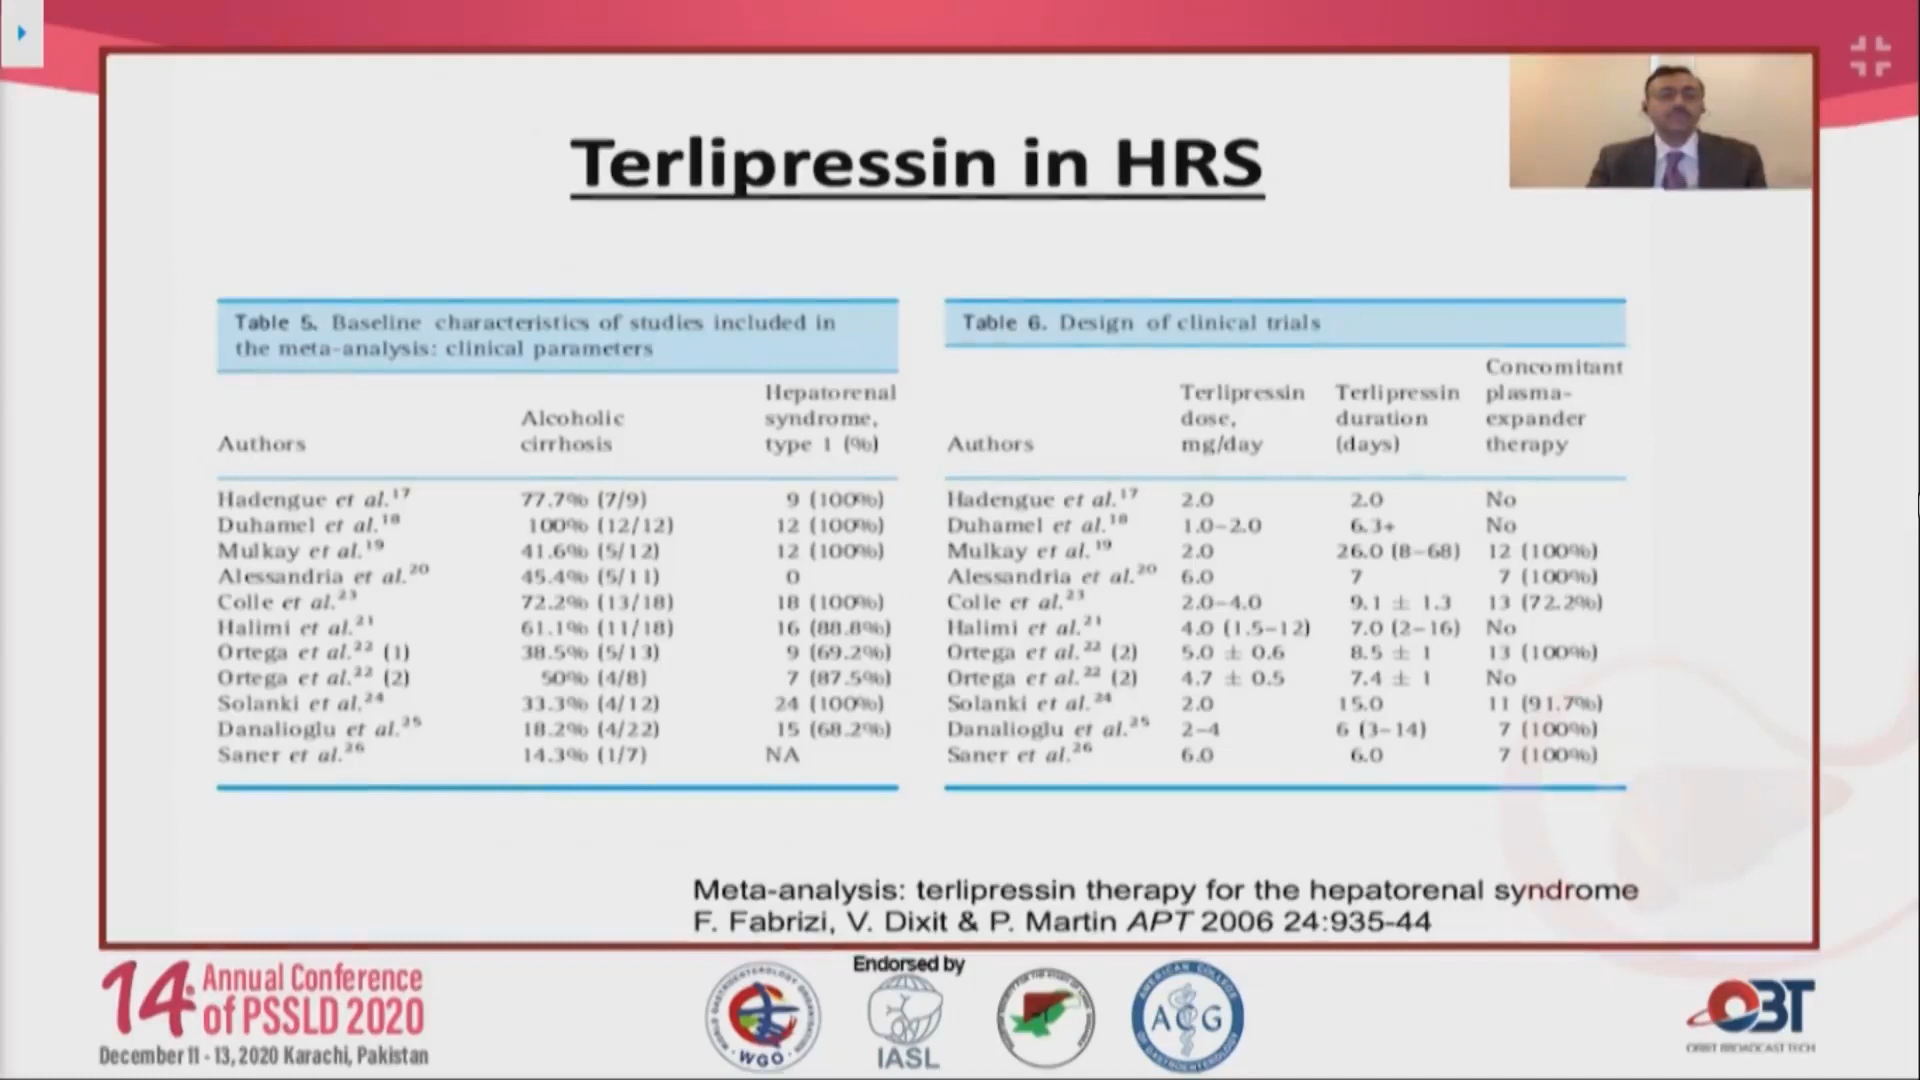 Terlipressin in HRS
Table 5. Baseline characteristics of studies included in
the meta-analysis: clinical parameters
Authors Alcoholic cirrhosis Hepatorenal syndrome, type 1 (%)
Hadengue et al.17 77.7% (7/9) 9 (100%)
Duhamel et al.18 100% (12/12) 12 (100%)
Mulkay et al.19 41.6% (5/12) 12 (100%)
Alessandria et al.20 45.4% (5/11) 0
Colle et al.23 72.2% (13/18) 18 (100%)
Halimi et al.21 61.1% (11/18) 16 (88.8%)
Ortega et al.22 (1) 38.5% (5/13) 9 (69.2%)
Ortega et al.22 (2) 50% (4/8) 7 (87.5%)
Solanki et al.24 33.3% (4/12) 24 (100%)
Danalioglu et al.25 18.2% (4/22) 15 (68.2%)
Saner et al.26 14.3% (1/7) NA
Table 6. Design of clinical trials
Authors Terlipressin dose, mg/day Terlipressin duration (days) Concomitant plasma-expander therapy
Hadengue et al.17 2.0 2.0 No
Duhamel et al.18 1.0–2.0 6.3+ No
Mulkay et al.19 2.0 26.0 (8–68) 12 (100%)
Alessandria et al.20 6.0 7 7 (100%)
Colle et al.23 2.0–4.0 9.1 ± 1.3 13 (72.2%)
Halimi et al.21 4.0 (1.5–12) 7.0 (2–16) No
Ortega et al.22 (2) 5.0 ± 0.6 8.5 ± 1 13 (100%)
Ortega et al.22 (2) 4.7 ± 0.5 7.4 ± 1 No
Solanki et al.24 2.0 15.0 11 (91.7%)
Danalioglu et al.25 2–4 6 (3–14) 7 (100%)
Saner et al.26 6.0 6.0 7 (100%)
Meta-analysis: terlipressin therapy for the hepatorenal syndrome
F. Fabrizi, V. Dixit & P. Martin APT 2006 24:935-44
14th Annual Conference
of PSSLD 2020
December 11 - 13, 2020 Karachi, Pakistan
Endorsed by
WORLD GASTROENTEROLOGY ORGANISATION
WGO
IASL
AMERICAN COLLEGE
ACG
OF GASTROENTEROLOGY
OBT
ORBIT BROADCAST TECH